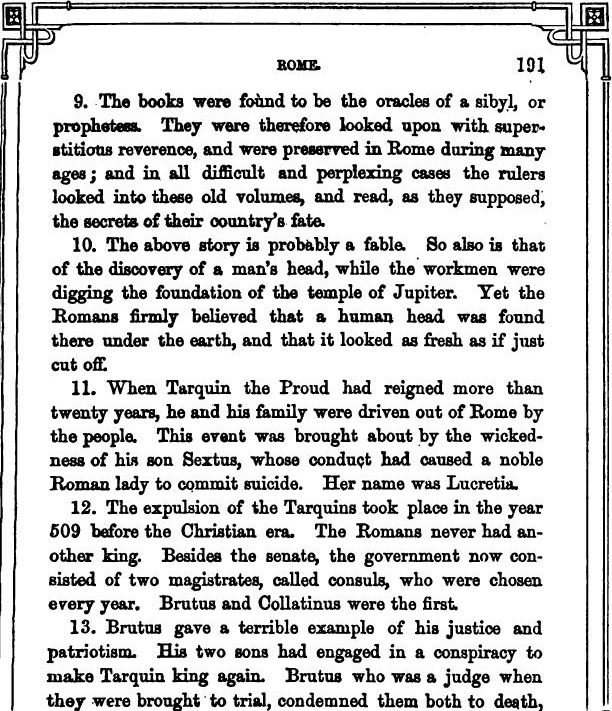 ROME.
191
9. The books were found to be the oracles of a sibyl, or
prophetess. They were therefore looked upon with super-
stitious reverence, and were preserved in Rome during many
ages; and in all difficult and perplexing cases the rulers
looked into these old volumes, and read, as they supposed,
the secrets of their country's fate.
10. The above story is probably a fable. So also is that
of the discovery of a man's head, while the workmen were
digging the foundation of the temple of Jupiter. Yet the
Romans firmly believed that a human head was found
there under the earth, and that it looked as fresh as if just
cut off.
11. When Tarquin the Proud had reigned more than
twenty years, he and his family were driven out of Rome by
the people. This event was brought about by the wicked-
ness of his son Sextus, whose conduct had caused a noble
Roman lady to commit suicide. Her name was Lucretia.
12. The expulsion of the Tarquins took place in the year
509 before the Christian era. The Romans never had an-
other king. Besides the senate, the government now con-
sisted of two magistrates, called consuls, who were chosen
every year. Brutus and Collatinus were the first.
13. Brutus gave a terrible example of his justice and
patriotism. His two sons had engaged in a conspiracy to
make Tarquin king again. Brutus who was a judge when
they were brought to trial, condemned them both to death,